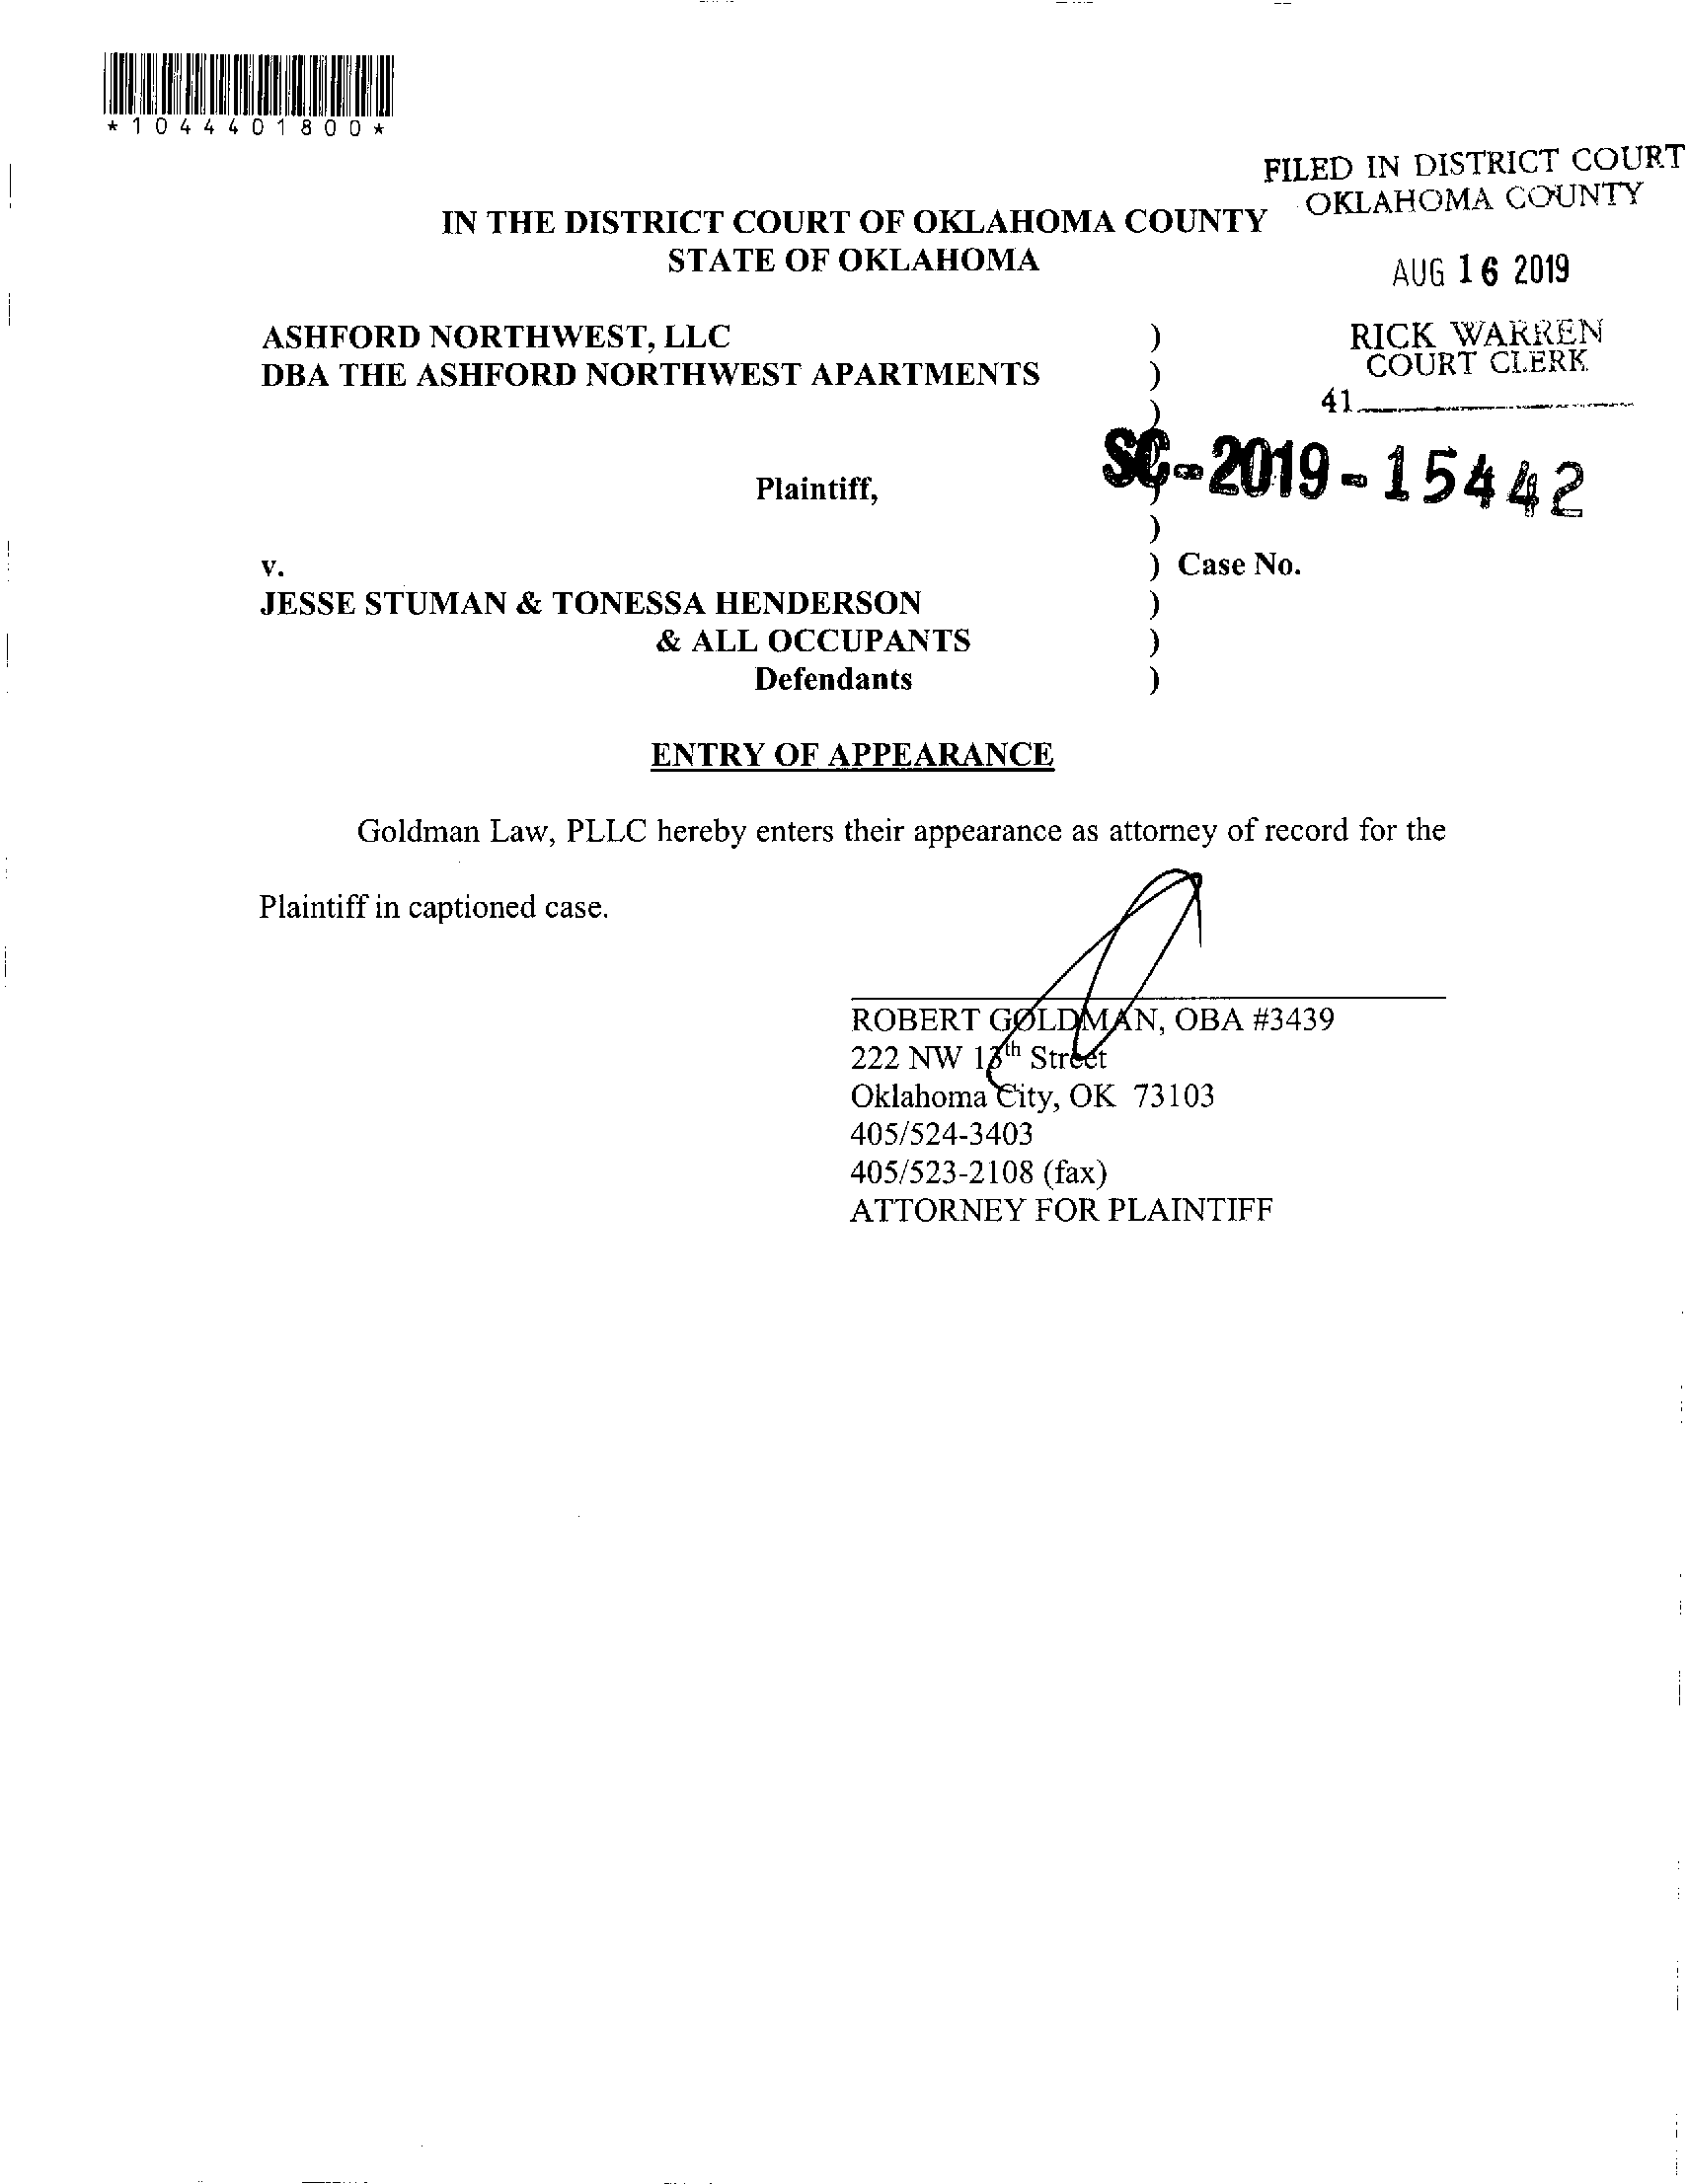 *1044401800*
FILED IN DISTRICT COURT
OKLAHOMA COUNTY
IN THE DISTRICT COURT OF OKLAHOMA COUNTY
STATE OF OKLAHOMA
AUG 16 2019
ASHFORD NORTHWEST, LLC )
RICK WARREN
DBA THE ASHFORD NORTHWEST APARTMENTS )
COURT CLERK
)
41
SC-2019-15442
Plaintiff, )
)
v. ) Case No.
JESSE STUMAN & TONESSA HENDERSON )
& ALL OCCUPANTS )
Defendants )
ENTRY OF APPEARANCE
Goldman Law, PLLC hereby enters their appearance as attorney of record for the
Plaintiff in captioned case.
ROBERT GOLDMAN, OBA #3439
222 NW 13th Street
Oklahoma City, OK 73103
405/524-3403
405/523-2108 (fax)
ATTORNEY FOR PLAINTIFF